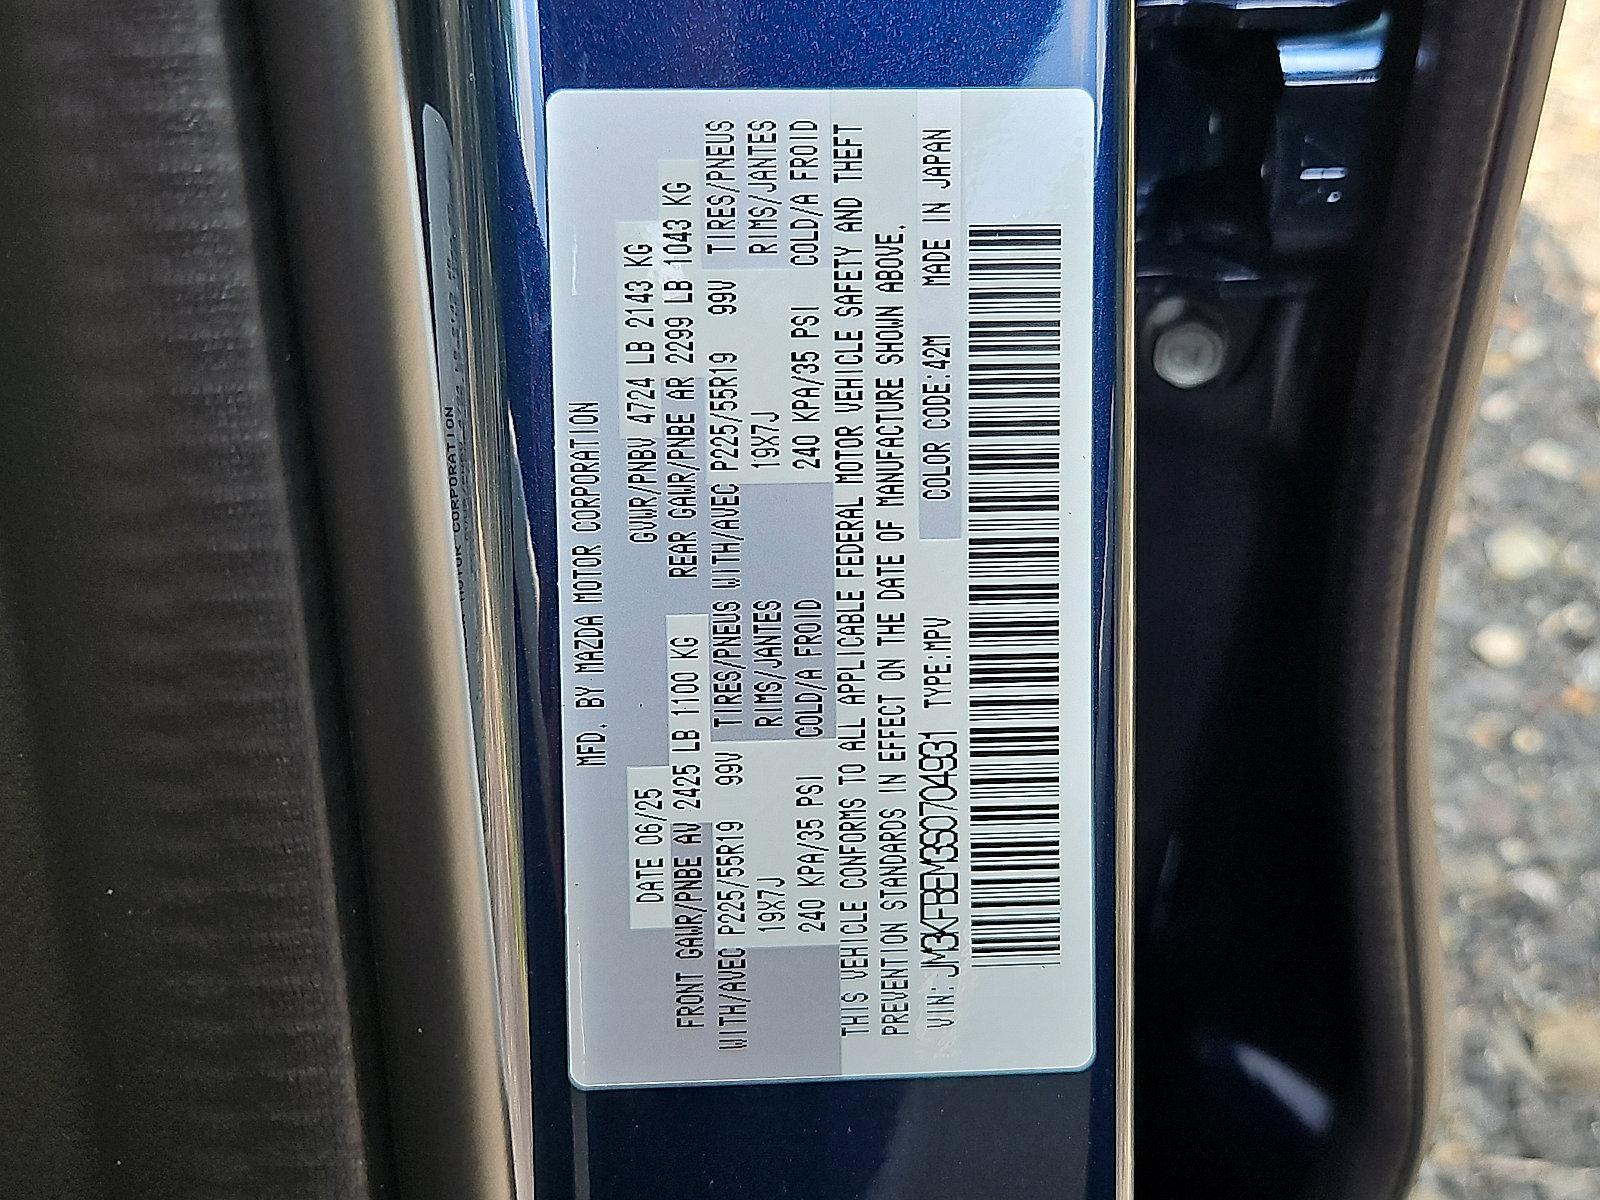 MFD. BY MAZDA MOTOR CORPORATION
DATE 06/25 GVWR/PNBV 4724 LB 2143 KG
FRONT GAWR/PNBE AV 2425 LB 1100 KG REAR GAWR/PNBE AR 2299 LB 1043 KG
WITH/AVEC P225/55R19 99V TIRES/PNEUS WITH/AVEC P225/55R19 99V TIRES/PNEUS
19X7J RIMS/JANTES 19X7J RIMS/JANTES
240 KPA/35 PSI COLD/A FROID 240 KPA/35 PSI COLD/A FROID
THIS VEHICLE CONFORMS TO ALL APPLICABLE FEDERAL MOTOR VEHICLE SAFETY AND THEFT
PREVENTION STANDARDS IN EFFECT ON THE DATE OF MANUFACTURE SHOWN ABOVE.
VIN: JM3KFBEM3S0704931 TYPE:MPV COLOR CODE:42M MADE IN JAPAN
MOTOR CORPORATION